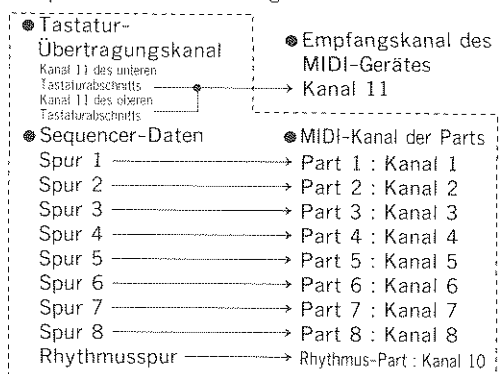 ● Tastatur-
Übertragungskanal
Kanal 11 des unteren
Tastaturabschnitts
Kanal 11 des oberen
Tastaturabschnitts
● Empfangskanal des
MIDI-Gerätes
Kanal 11
● Sequencer-Daten ● MIDI-Kanal der Parts
Spur 1 → Part 1 : Kanal 1
Spur 2 → Part 2 : Kanal 2
Spur 3 → Part 3 : Kanal 3
Spur 4 → Part 4 : Kanal 4
Spur 5 → Part 5 : Kanal 5
Spur 6 → Part 6 : Kanal 6
Spur 7 → Part 7 : Kanal 7
Spur 8 → Part 8 : Kanal 8
Rhythmusspur → Rhythmus-Part : Kanal 10